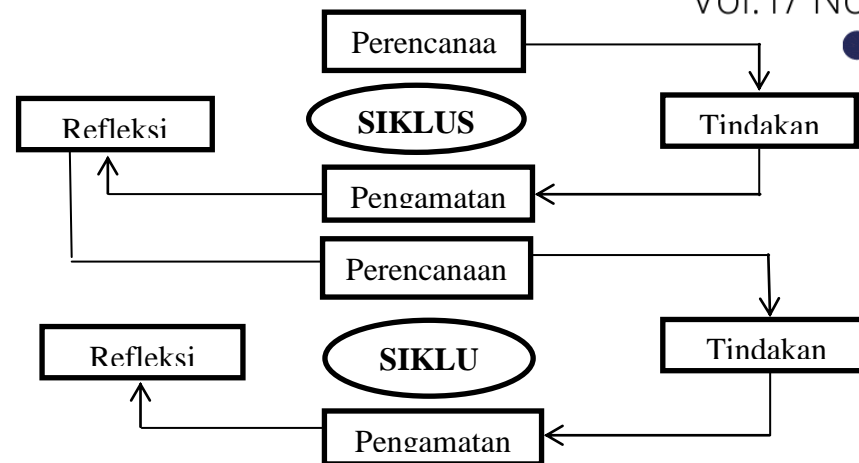 Vol.17 No
Perencanaa
Refleksi
SIKLUS
Tindakan
Pengamatan
Perencanaan
Refleksi
SIKLU
Tindakan
Pengamatan